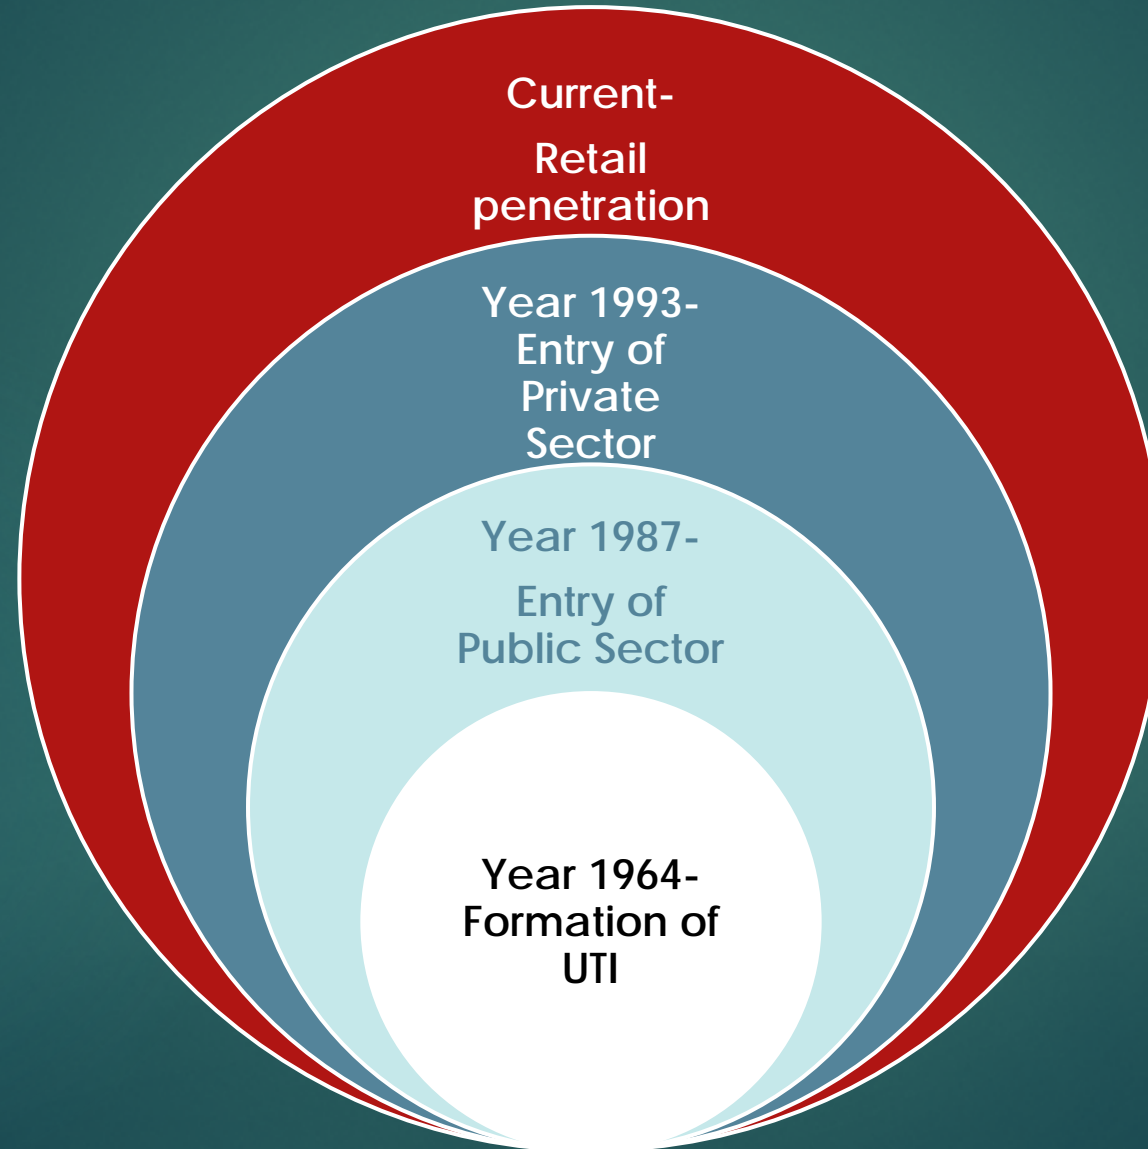 Current-
Retail
penetration
Year 1993-
Entry of
Private
Sector
Year 1987-
Entry of
Public Sector
Year 1964-
Formation of
UTI